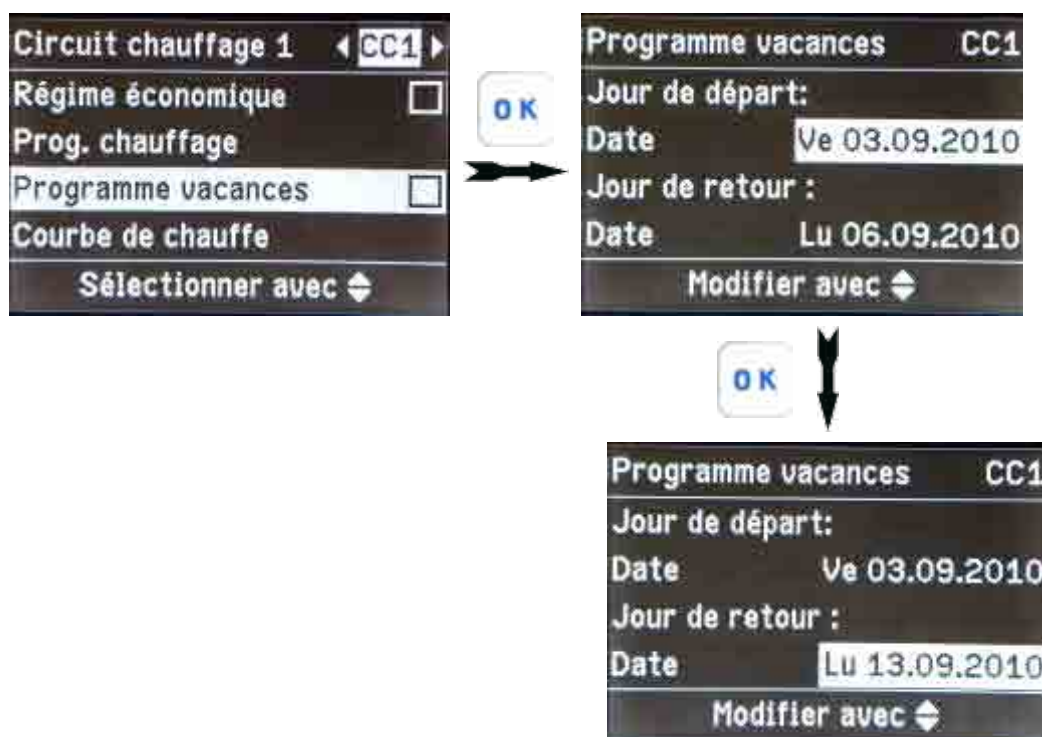 Circuit chauffage 1 CC1
Régime économique
Prog. chauffage
Programme vacances
Courbe de chauffe
Sélectionner avec
OK
Programme vacances CC1
Jour de départ:
Date Ve 03.09.2010
Jour de retour :
Date Lu 06.09.2010
Modifier avec
OK
Programme vacances CC1
Jour de départ:
Date Ve 03.09.2010
Jour de retour :
Date Lu 13.09.2010
Modifier avec